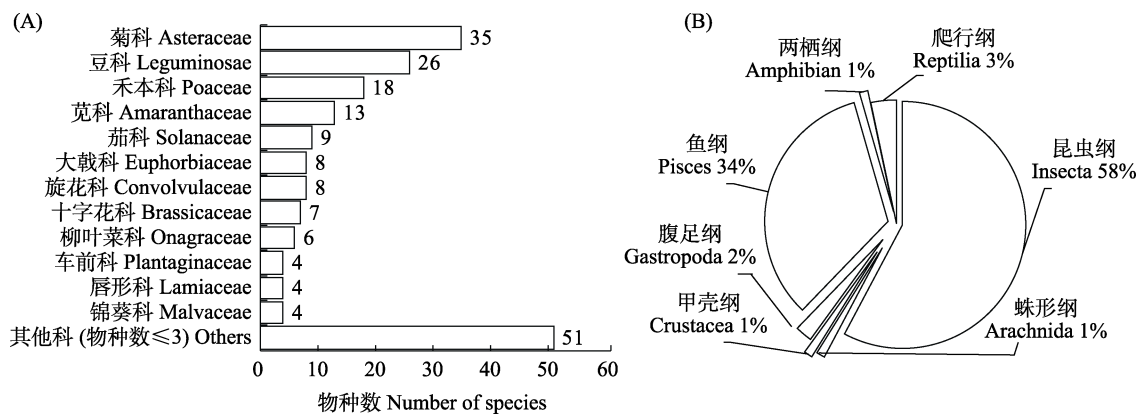 (A)
菊科 Asteraceae 35
豆科 Leguminosae 26
禾本科 Poaceae 18
苋科 Amaranthaceae 13
茄科 Solanaceae 9
大戟科 Euphorbiaceae 8
旋花科 Convolvulaceae 8
十字花科 Brassicaceae 7
柳叶菜科 Onagraceae 6
车前科 Plantaginaceae 4
唇形科 Lamiaceae 4
锦葵科 Malvaceae 4
其他科 (物种数≤3) Others 51
0 10 20 30 40 50 60
物种数 Number of species
(B)
两栖纲
Amphibian 1%
爬行纲
Reptilia 3%
鱼纲
Pisces 34%
昆虫纲
Insecta 58%
腹足纲
Gastropoda 2%
甲壳纲
Crustacea 1%
蛛形纲
Arachnida 1%